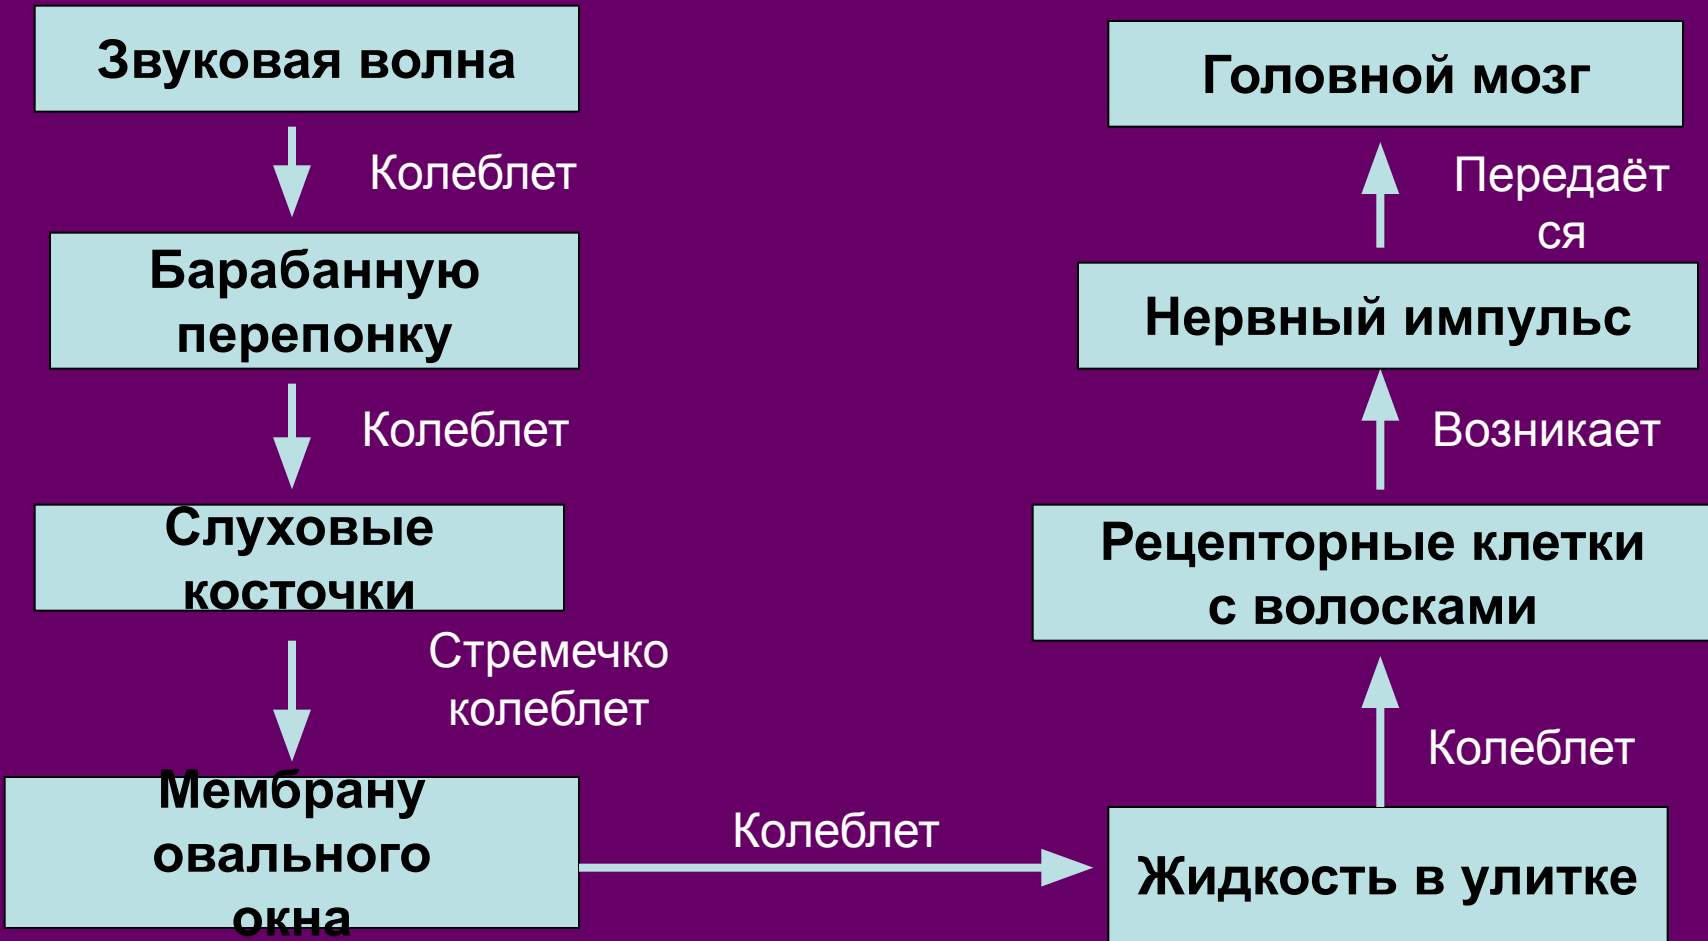 Звуковая волна
Колеблет
Барабанную
перепонку
Колеблет
Слуховые
косточки
Стремечко
колеблет
Мембрану
овального
окна
Колеблет
Жидкость в улитке
Колеблет
Рецепторные клетки
с волосками
Возникает
Нервный импульс
Передаёт
ся
Головной мозг